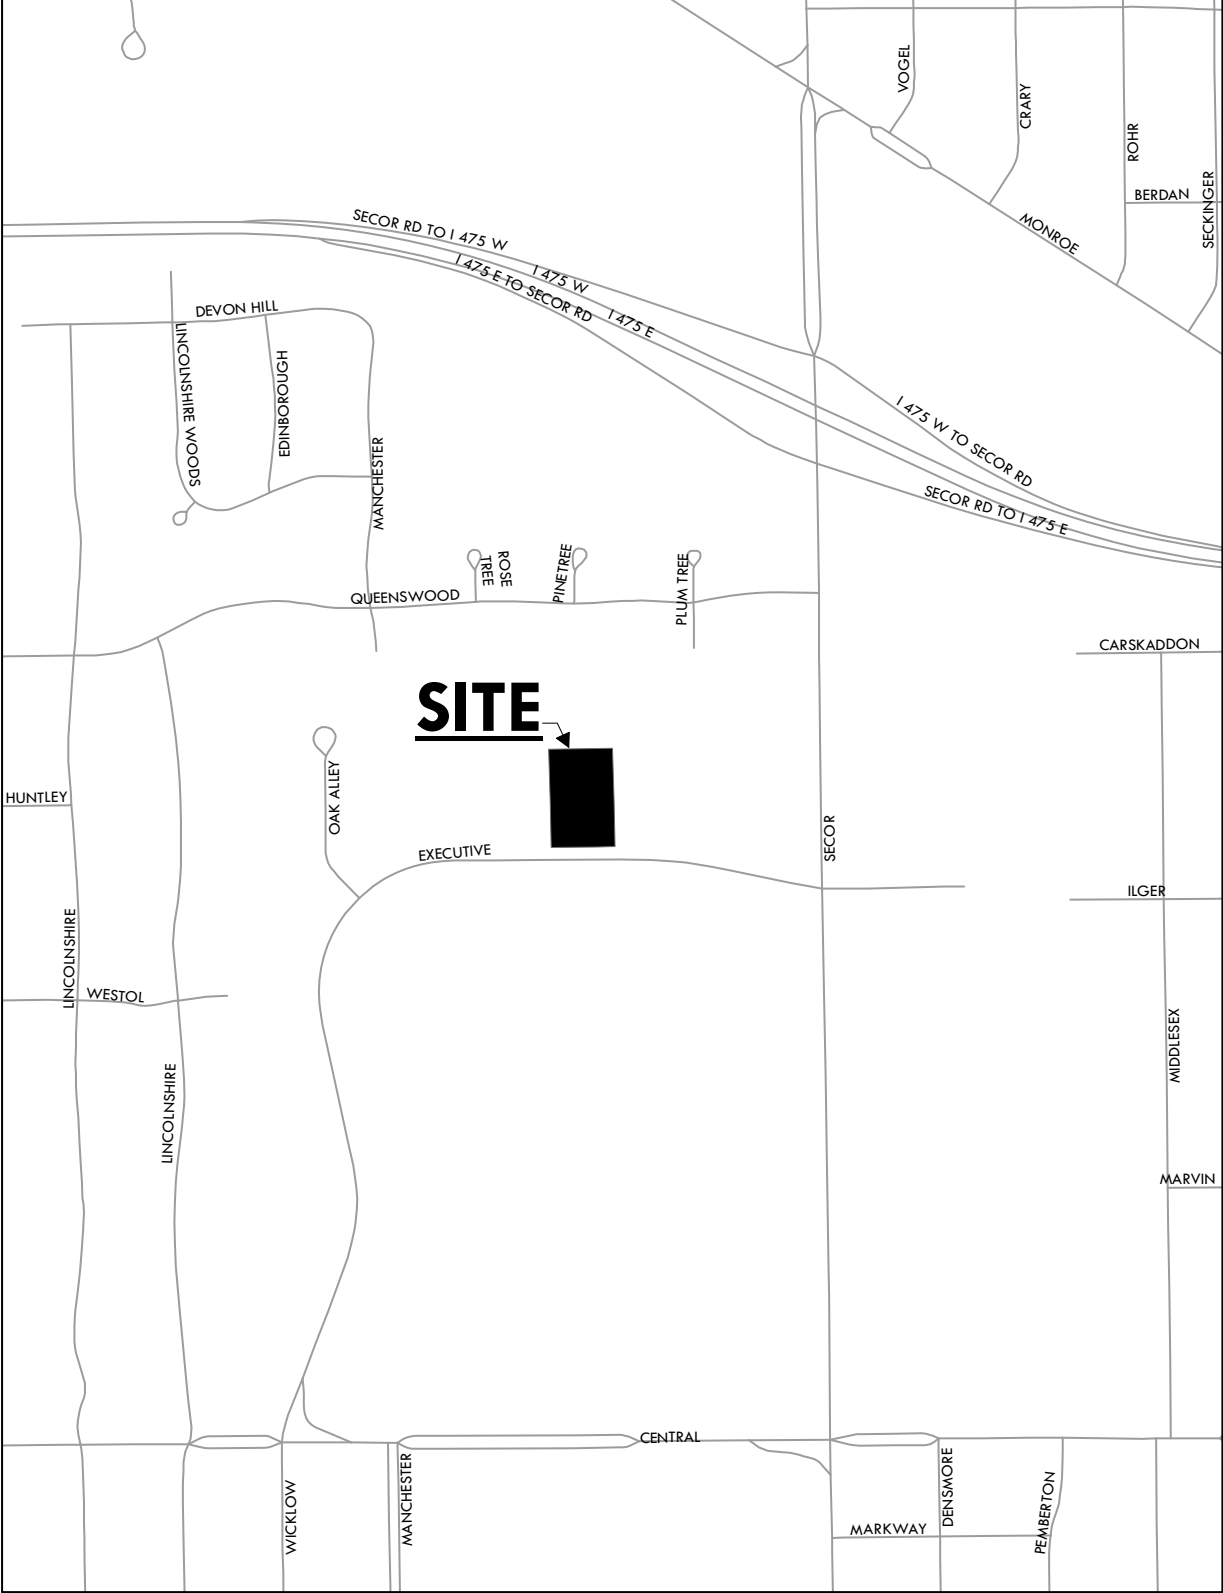 VOGEL
CRARY
ROHR
BERDAN
SECKINGER
MONROE
SECOR RD TO I 475 W
I 475 W
I 475 E TO SECOR RD
I 475 E
DEVON HILL
LINCOLNSHIRE WOODS
EDINBOROUGH
MANCHESTER
I 475 W TO SECOR RD
SECOR RD TO I 475 E
ROSE
TREE
PINETREE
PLUM TREE
QUEENSWOOD
CARSKADDON
SITE
HUNTLEY
OAK ALLEY
EXECUTIVE
SECOR
ILGER
LINCOLNSHIRE
WESTOL
MIDDLESEX
LINCOLNSHIRE
MARVIN
CENTRAL
WICKLOW
MANCHESTER
DENSMORE
PEMBERTON
MARKWAY